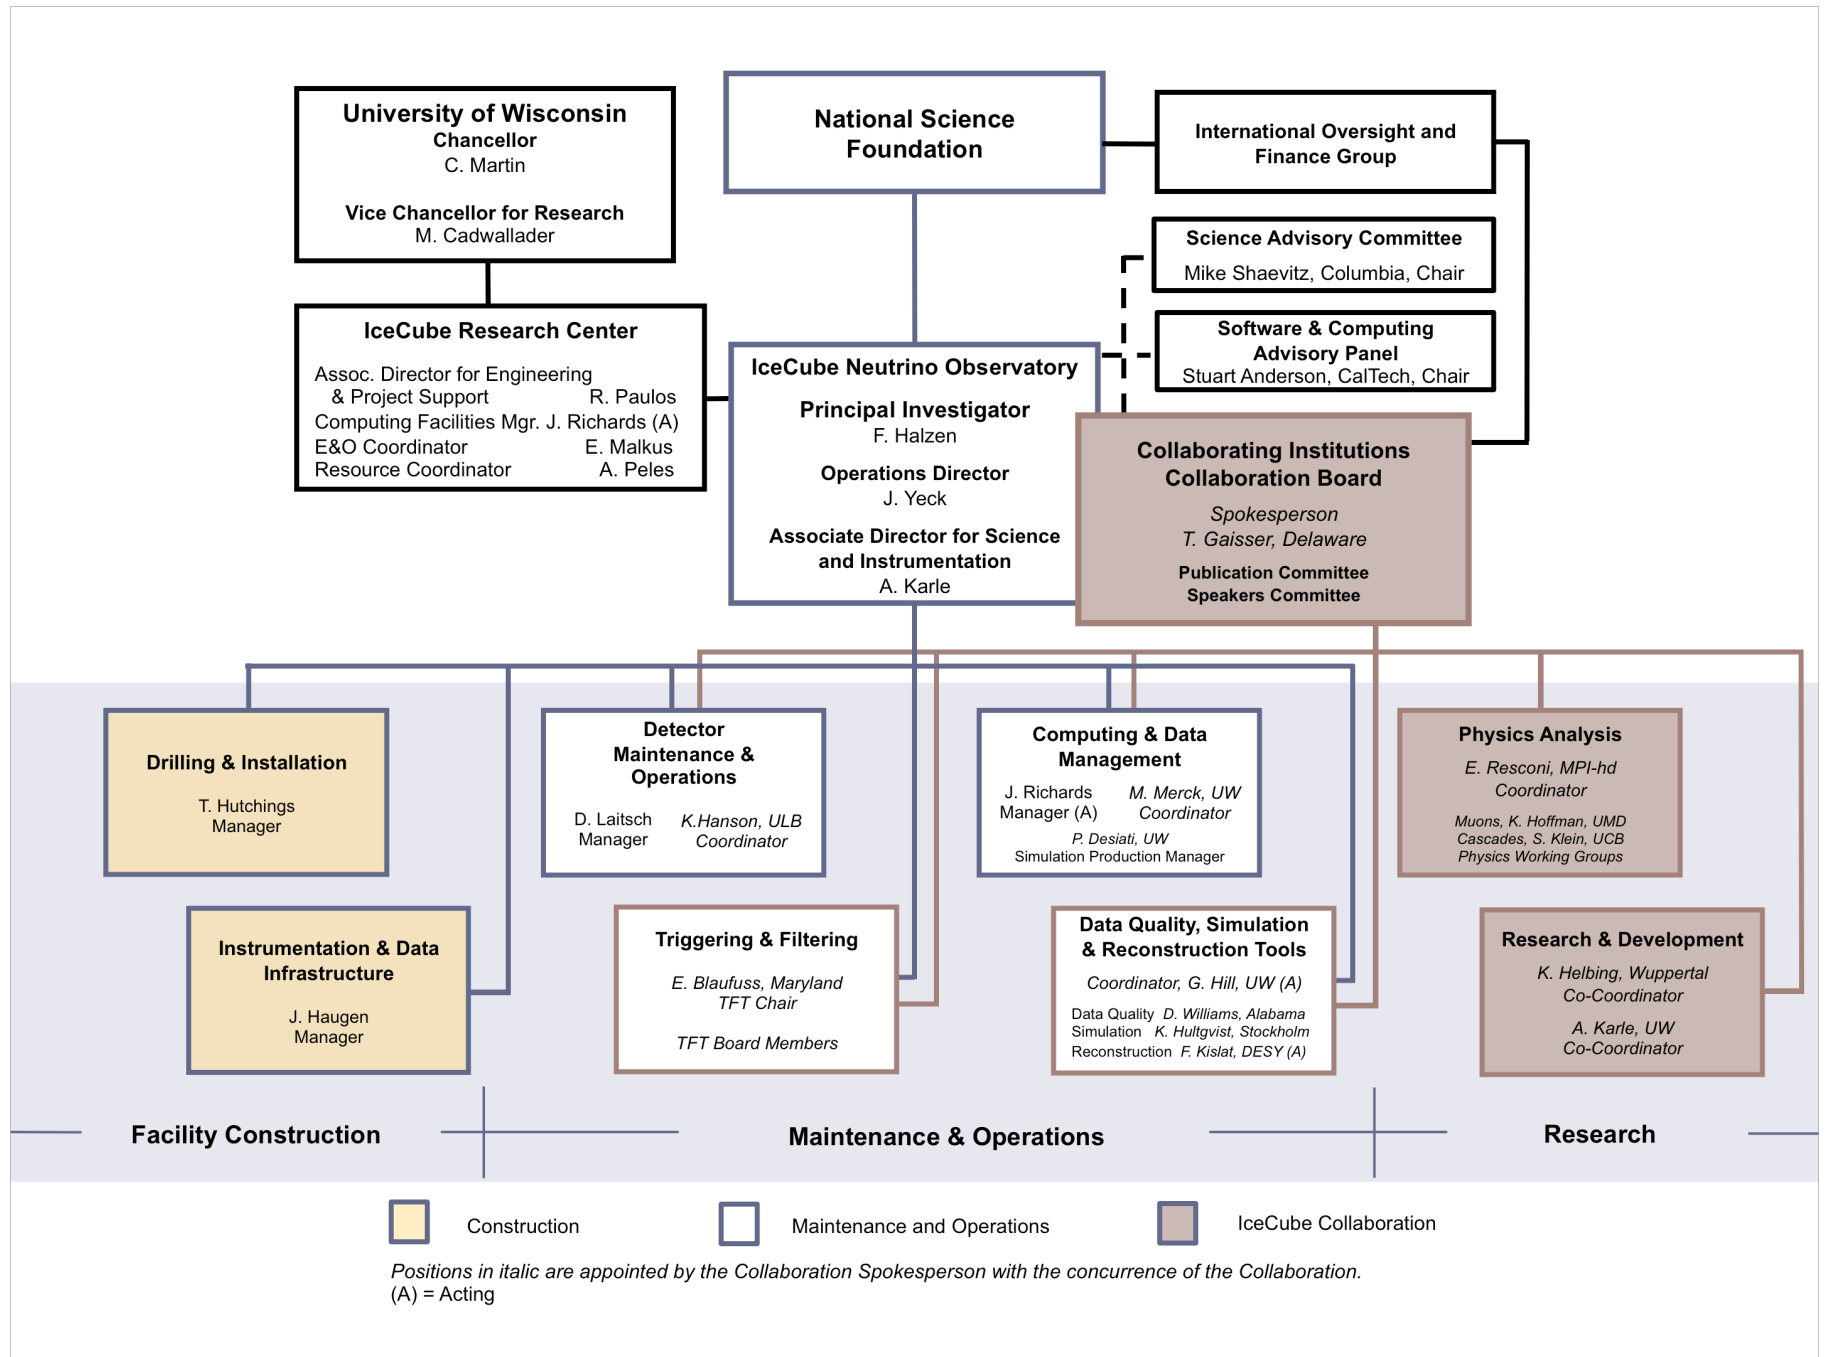 University of Wisconsin
Chancellor
C. Martin
Vice Chancellor for Research
M. Cadwallader
National Science
Foundation
International Oversight and
Finance Group
Science Advisory Committee
Mike Shaevitz, Columbia, Chair
Software & Computing
Advisory Panel
Stuart Anderson, CalTech, Chair
IceCube Research Center
Assoc. Director for Engineering
& Project Support R. Paulos
Computing Facilities Mgr. J. Richards (A)
E&O Coordinator E. Malkus
Resource Coordinator A. Peles
IceCube Neutrino Observatory
Principal Investigator
F. Halzen
Operations Director
J. Yeck
Associate Director for Science
and Instrumentation
A. Karle
Collaborating Institutions
Collaboration Board
Spokesperson
T. Gaisser, Delaware
Publication Committee
Speakers Committee
Drilling & Installation
T. Hutchings
Manager
Detector
Maintenance &
Operations
D. Laitsch
Manager
K.Hanson, ULB
Coordinator
Computing & Data
Management
J. Richards
Manager (A)
M. Merck, UW
Coordinator
P. Desiati, UW
Simulation Production Manager
Physics Analysis
E. Resconi, MPI-hd
Coordinator
Muons, K. Hoffman, UMD
Cascades, S. Klein, UCB
Physics Working Groups
Instrumentation & Data
Infrastructure
J. Haugen
Manager
Triggering & Filtering
E. Blaufuss, Maryland
TFT Chair
TFT Board Members
Data Quality, Simulation
& Reconstruction Tools
Coordinator, G. Hill, UW (A)
Data Quality D. Williams, Alabama
Simulation K. Hultgvist, Stockholm
Reconstruction F. Kislat, DESY (A)
Research & Development
K. Helbing, Wuppertal
Co-Coordinator
A. Karle, UW
Co-Coordinator
Facility Construction
Maintenance & Operations
Research
Construction
Maintenance and Operations
IceCube Collaboration
Positions in italic are appointed by the Collaboration Spokesperson with the concurrence of the Collaboration.
(A) = Acting